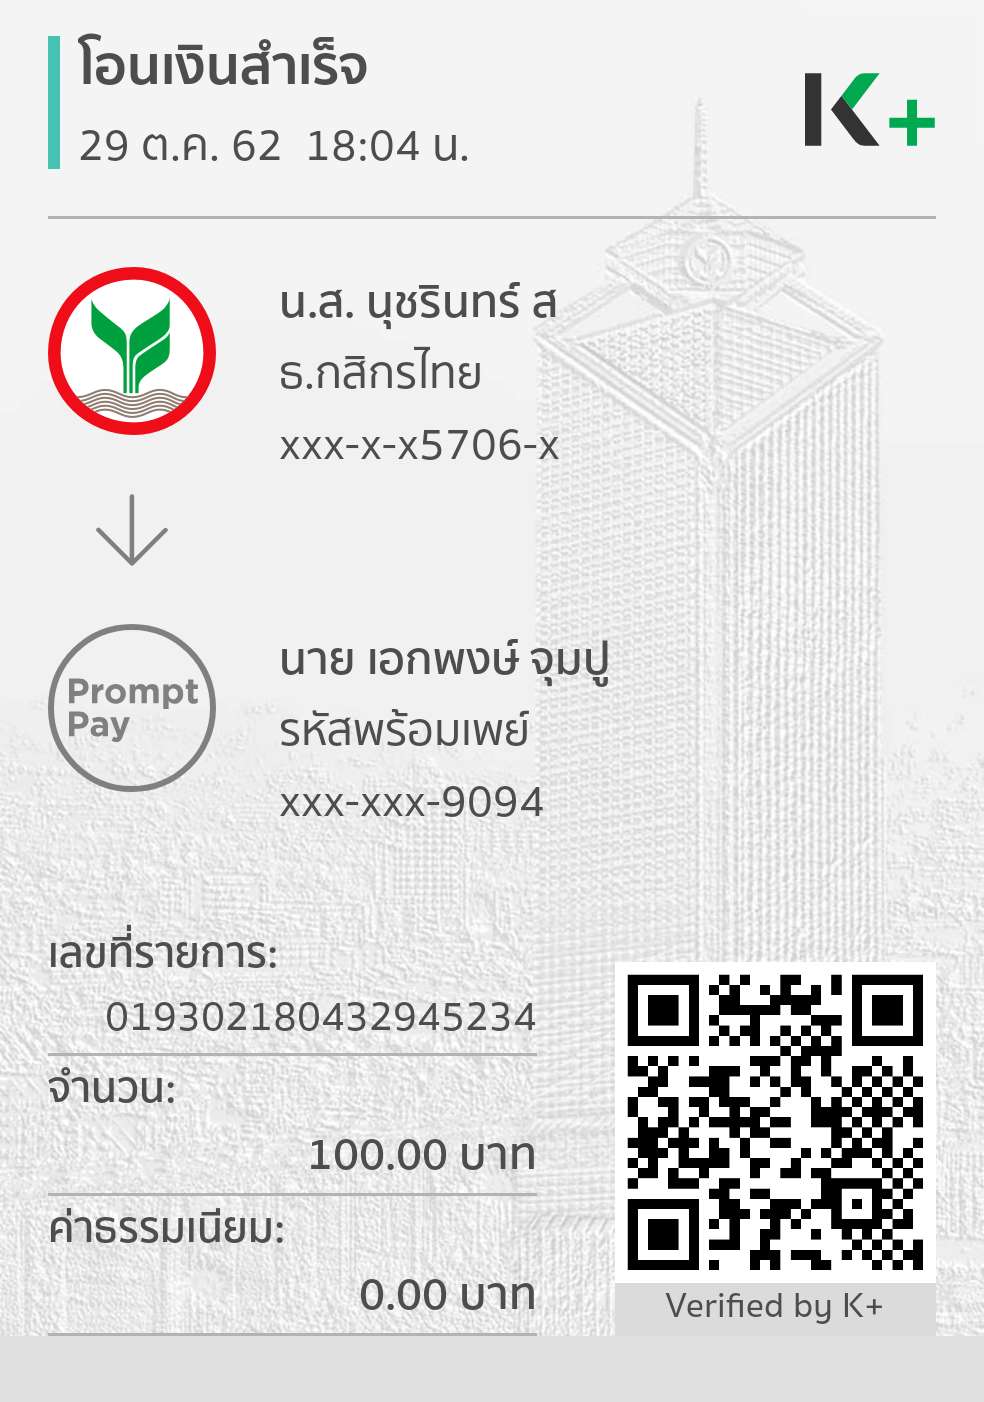 โอนเงินสำเร็จ
29 ต.ค. 62 18:04 น.
K+
น.ส. นุชรินทร์ ส
ธ.กสิกรไทย
xxx-x-x5706-x
Prompt
Pay
นาย เอกพงษ์ จุมปู
รหัสพร้อมเพย์
xxx-xxx-9094
เลขที่รายการ:
019302180432945234
จำนวน:
100.00 บาท
ค่าธรรมเนียม:
0.00 บาท
Verified by K+